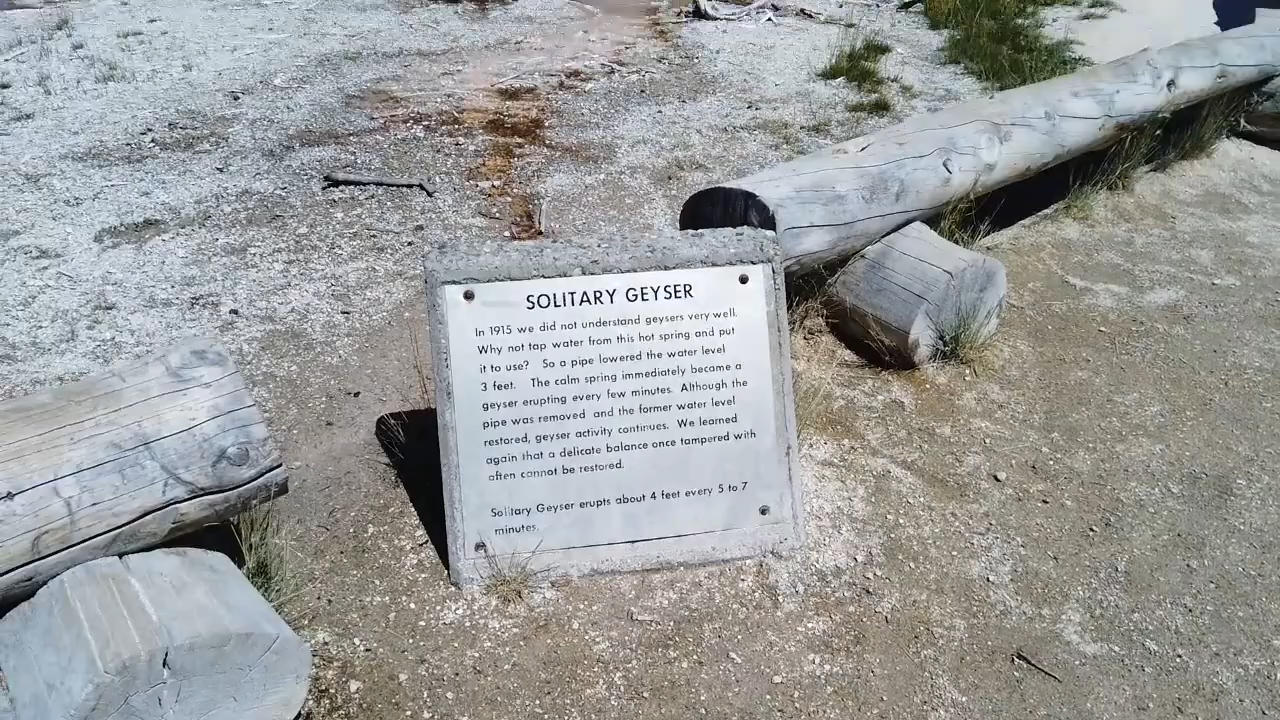 SOLITARY GEYSER
In 1915 we did not understand geysers very well.
Why not tap water from this hot spring and put
it to use? So a pipe lowered the water level
3 feet. The calm spring immediately became a
geyser erupting every few minutes. Although the
pipe was removed and the former water level
restored, geyser activity continues. We learned
again that a delicate balance once tampered with
often cannot be restored.
Solitary Geyser erupts about 4 feet every 5 to 7
minutes.